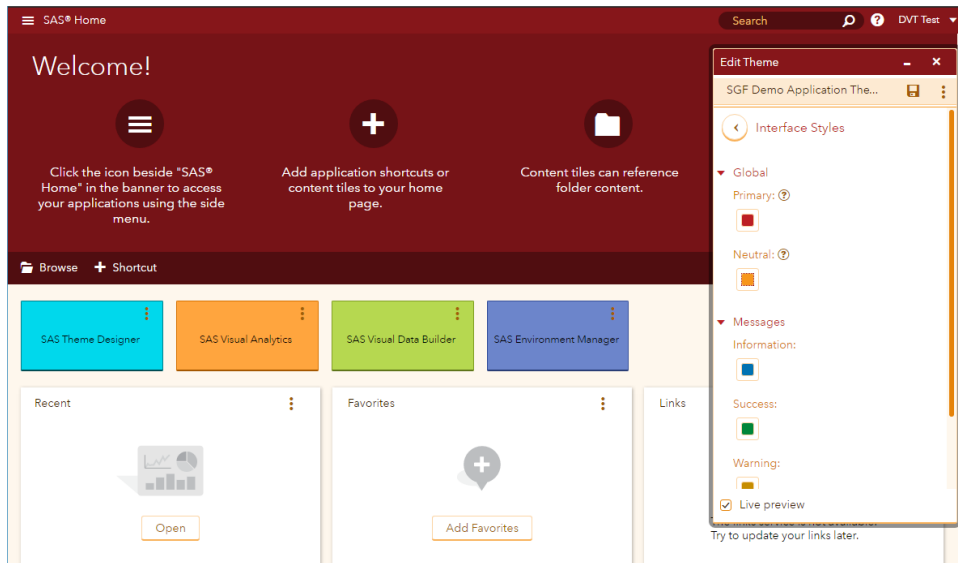 SAS® Home
Search
DVT Test
Welcome!
Click the icon beside "SAS®
Home" in the banner to access
your applications using the side
menu.
Add application shortcuts or
content tiles to your home
page.
Content tiles can reference
folder content.
Browse
Shortcut
SAS Theme Designer
SAS Visual Analytics
SAS Visual Data Builder
SAS Environment Manager
Recent
Open
Favorites
Add Favorites
Links
Try to update your links later.
Edit Theme
SGF Demo Application The...
Interface Styles
Global
Primary:
Neutral:
Messages
Information:
Success:
Warning:
Live preview